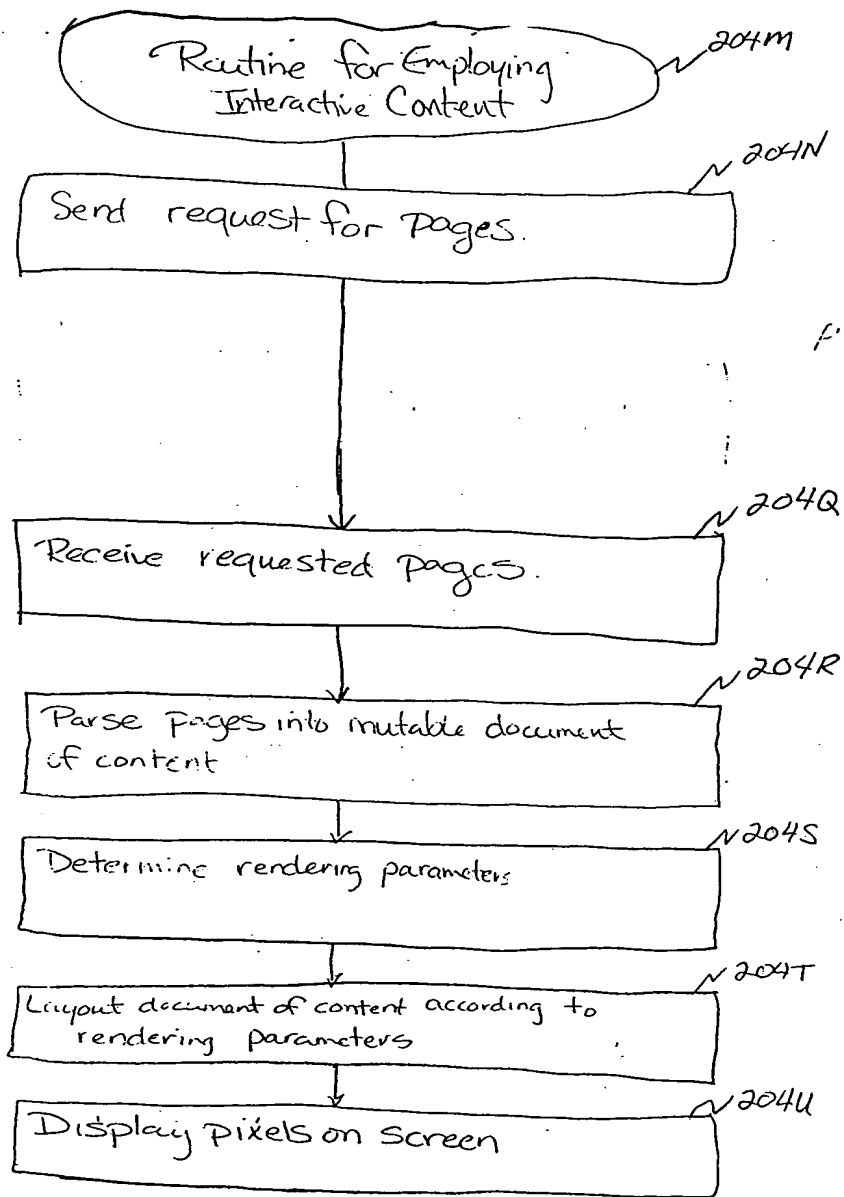 204M
Routine for Employing
Interactive Content
204N
Send request for pages.
204Q
Receive requested pages.
204R
Parse pages into mutable document
of content
204S
Determine rendering parameters
204T
Layout document of content according to
rendering parameters
204U
Display pixels on screen